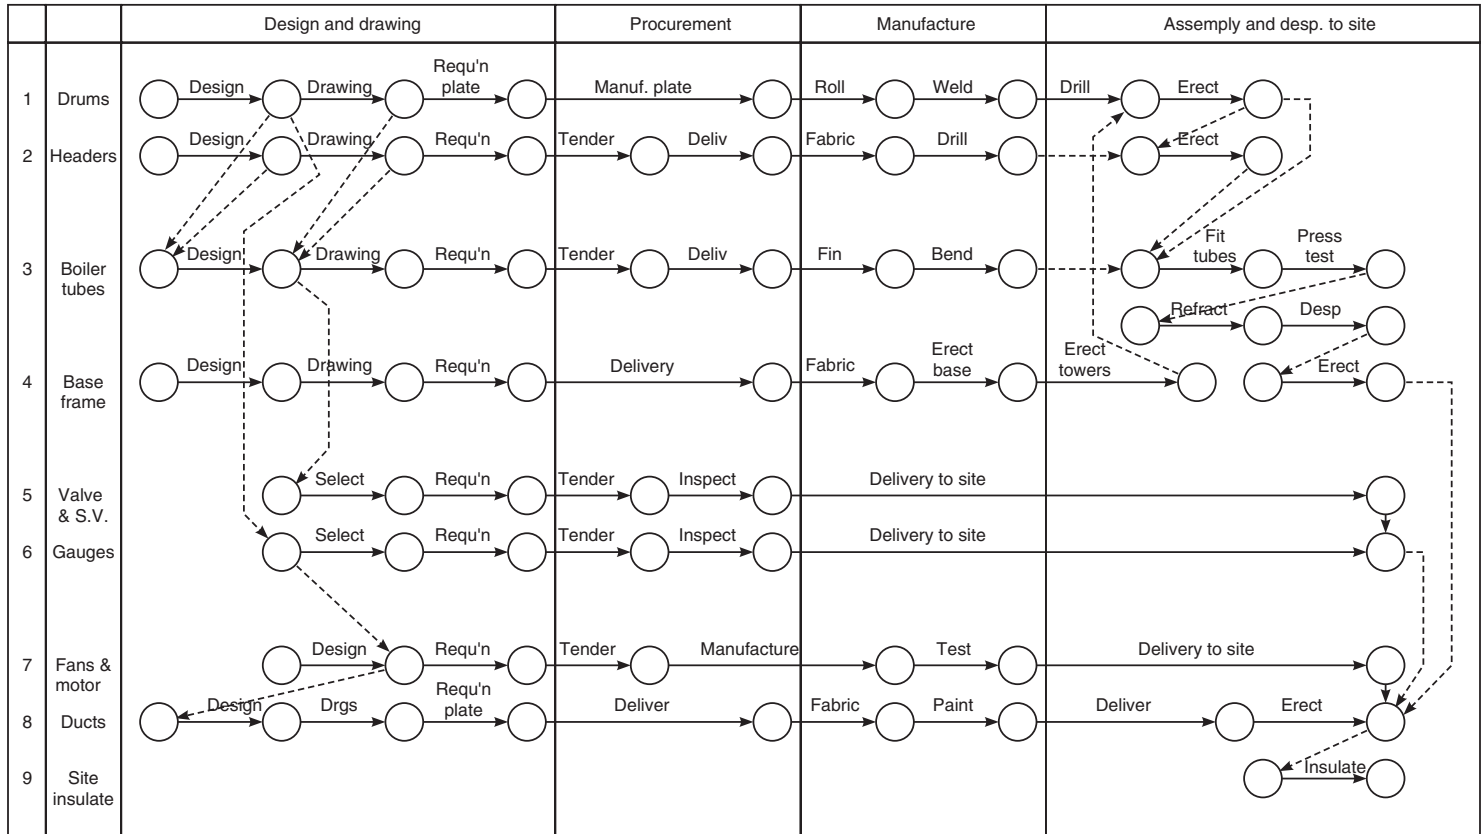 Design and drawing
Procurement
Manufacture
Assemply and desp. to site
1
Drums
Design
Drawing
Requ'n
plate
Manuf. plate
Roll
Weld
Drill
Erect
2
Headers
Design
Drawing
Requ'n
Tender
Deliv
Fabric
Drill
Erect
3
Boiler
tubes
Design
Drawing
Requ'n
Tender
Deliv
Fin
Bend
Fit
tubes
Press
test
Refract
Desp
4
Base
frame
Design
Drawing
Requ'n
Delivery
Fabric
Erect
base
Erect
towers
Erect
5
Valve
& S.V.
Select
Requ'n
Tender
Inspect
Delivery to site
6
Gauges
Select
Requ'n
Tender
Inspect
Delivery to site
7
Fans &
motor
Design
Requ'n
Tender
Manufacture
Test
Delivery to site
8
Ducts
Design
Drgs
Requ'n
plate
Deliver
Fabric
Paint
Deliver
Erect
9
Site
insulate
Insulate